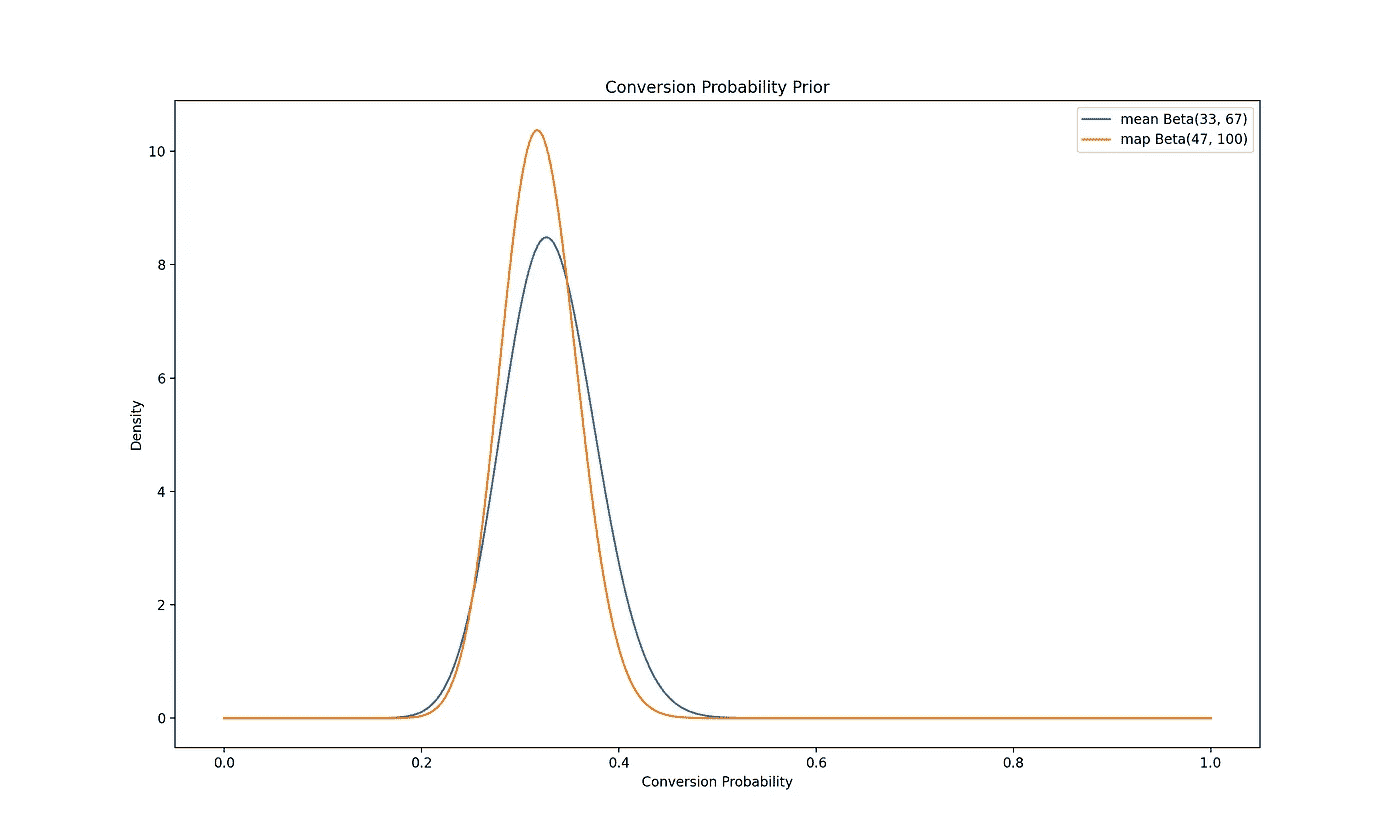 Conversion Probability Prior
mean Beta(33, 67)
map Beta(47, 100)
10
8
6
4
2
0
Density
0.0 0.2 0.4 0.6 0.8 1.0
Conversion Probability